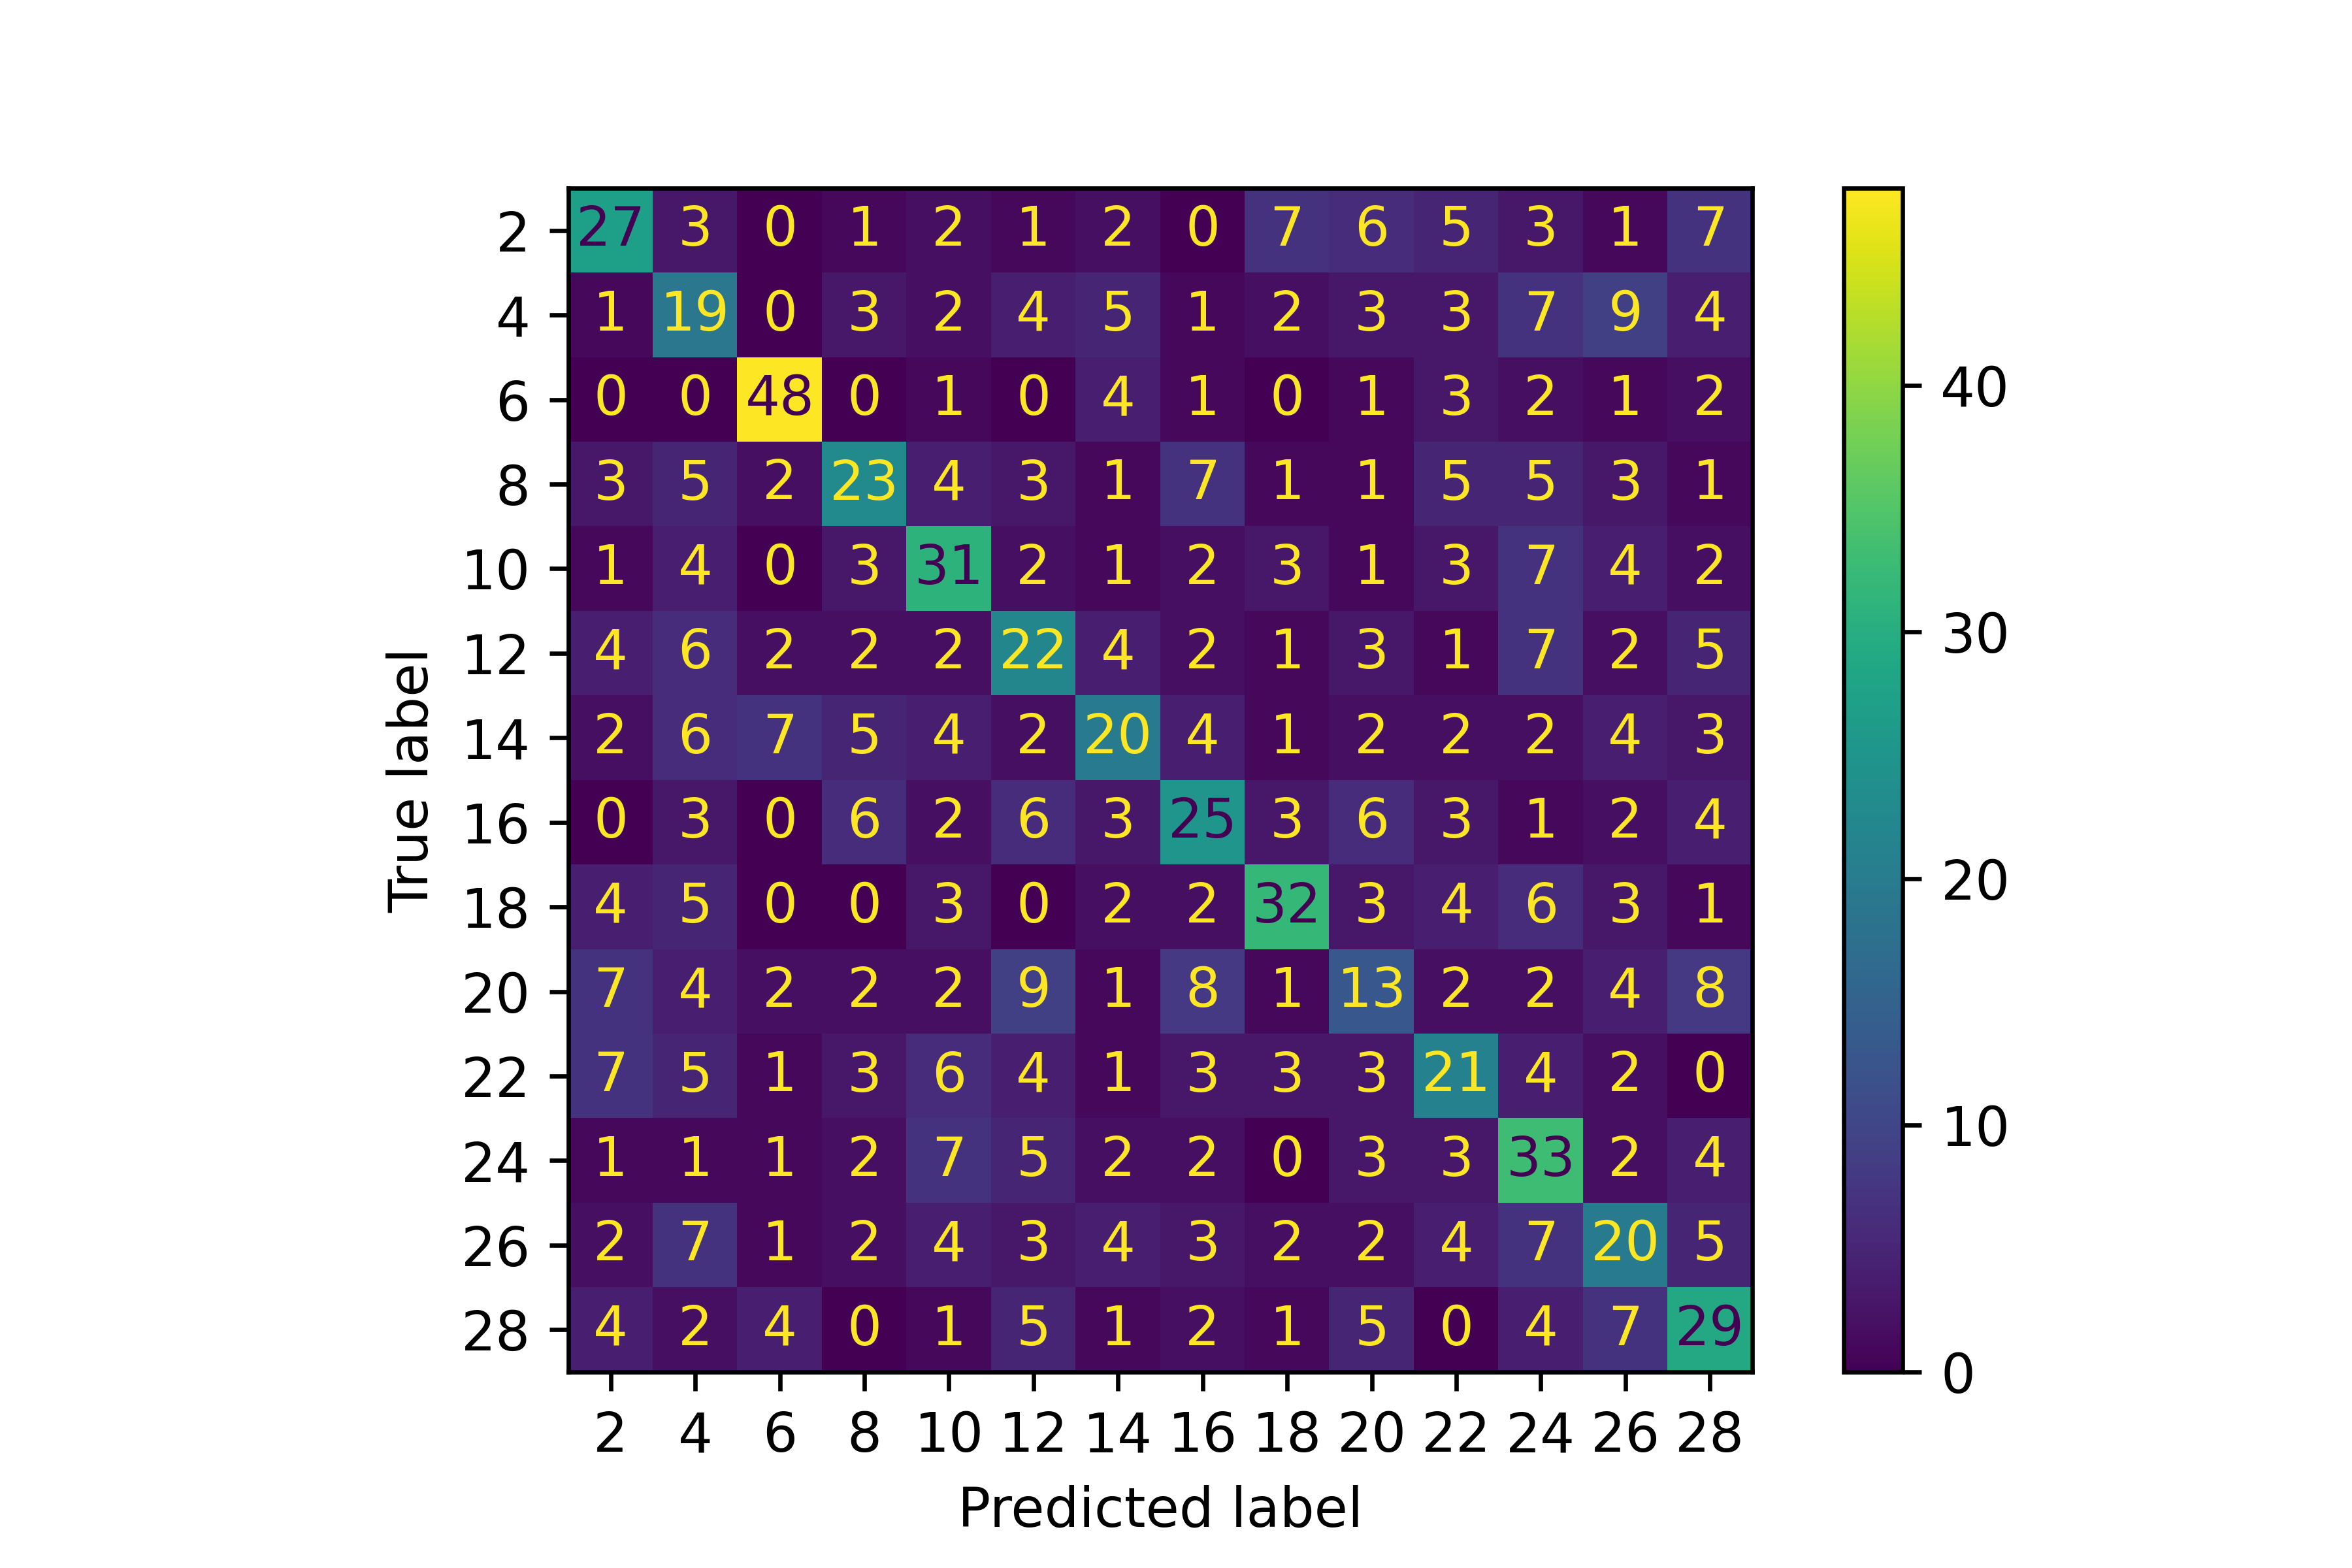 2 27 3 0 1 2 1 2 0 7 6 5 3 1 7
4 1 19 0 3 2 4 5 1 2 3 3 7 9 4
6 0 0 48 0 1 0 4 1 0 1 3 2 1 2
8 3 5 2 23 4 3 1 7 1 1 5 5 3 1
10 1 4 0 3 31 2 1 2 3 1 3 7 4 2
12 4 6 2 2 2 22 4 2 1 3 1 7 2 5
14 2 6 7 5 4 2 20 4 1 2 2 2 4 3
16 0 3 0 6 2 6 3 25 3 6 3 1 2 4
18 4 5 0 0 3 0 2 2 32 3 4 6 3 1
20 7 4 2 2 2 9 1 8 1 13 2 2 4 8
22 7 5 1 3 6 4 1 3 3 3 21 4 2 0
24 1 1 1 2 7 5 2 2 0 3 3 33 2 4
26 2 7 1 2 4 3 4 3 2 2 4 7 20 5
28 4 2 4 0 1 5 1 2 1 5 0 4 7 29
2 4 6 8 10 12 14 16 18 20 22 24 26 28
Predicted label
True label
40
30
20
10
0